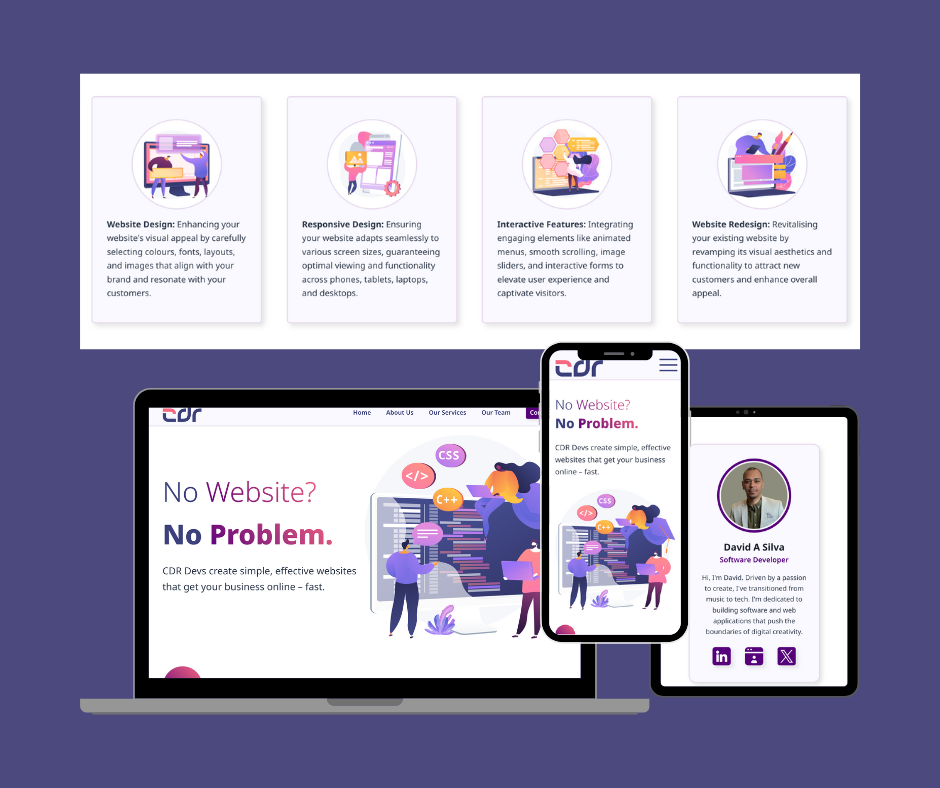 Website Design: Enhancing your
website's visual appeal by carefully
selecting colours, fonts, layouts,
and images that align with your
brand and resonate with your
customers.
Responsive Design: Ensuring
your website adapts seamlessly to
various screen sizes, guaranteeing
optimal viewing and functionality
across phones, tablets, laptops,
and desktops.
Interactive Features: Integrating
engaging elements like animated
menus, smooth scrolling, image
sliders, and interactive forms to
elevate user experience and
captivate visitors.
Website Redesign: Revitalising
your existing website by
revamping its visual aesthetics and
functionality to attract new
customers and enhance overall
appeal.
cdr
Home About Us Our Services Our Team
No Website?
No Problem.
CDR Devs create simple, effective websites
that get your business online – fast.
CSS
</>
C++
cdr
No Website?
No Problem.
CDR Devs create simple, effective
websites that get your business
online – fast.
CSS
</>
C++
David A Silva
Software Developer
Hi, I'm David. Driven by a passion
to create, I've transitioned from
music to tech. I'm dedicated to
building software and web
applications that push the
boundaries of digital creativity.
in
X